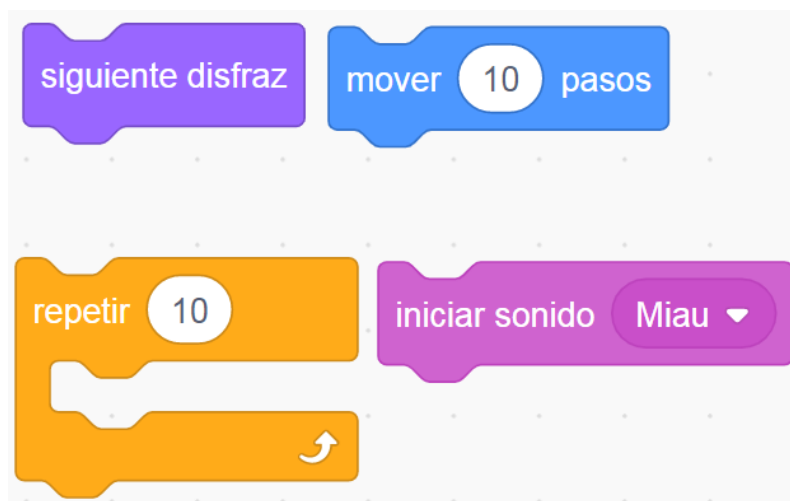 siguiente disfraz
mover 10 pasos
repetir 10
iniciar sonido Miau